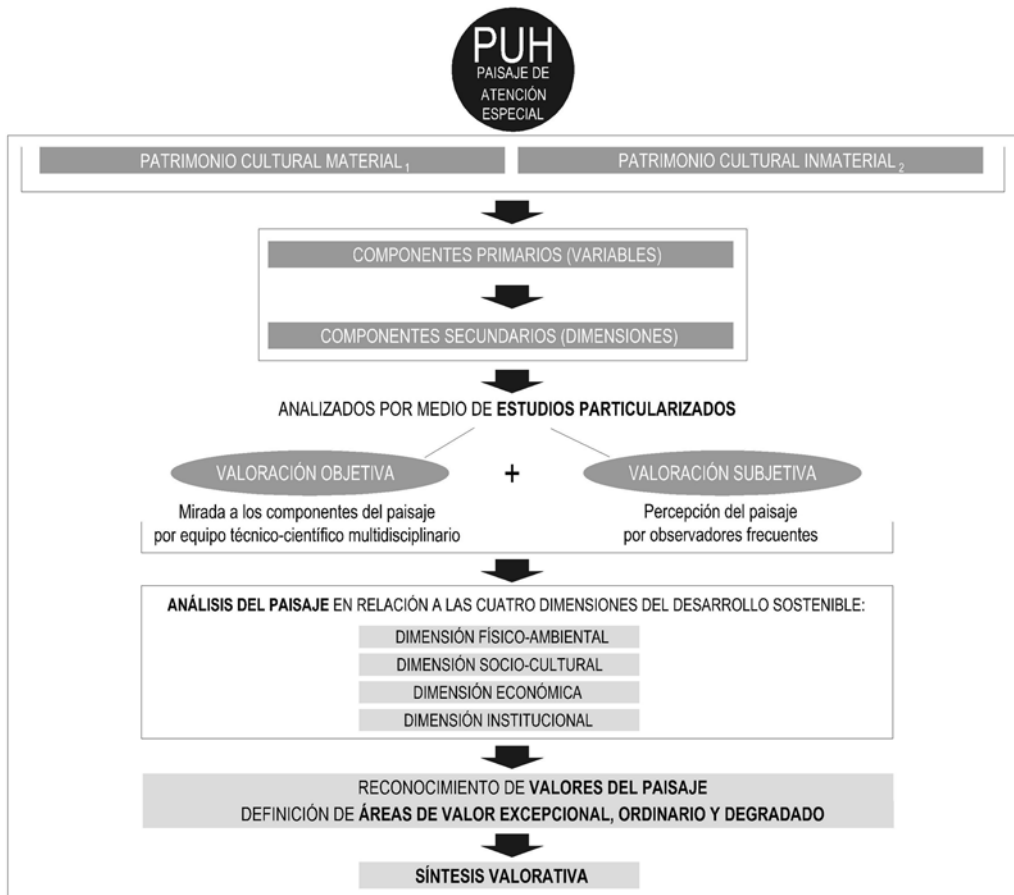 PUH
PAISAJE DE
ATENCIÓN
ESPECIAL
PATRIMONIO CULTURAL MATERIAL 1
PATRIMONIO CULTURAL INMATERIAL 2
COMPONENTES PRIMARIOS (VARIABLES)
COMPONENTES SECUNDARIOS (DIMENSIONES)
ANALIZADOS POR MEDIO DE ESTUDIOS PARTICULARIZADOS
VALORACIÓN OBJETIVA
+
VALORACIÓN SUBJETIVA
Mirada a los componentes del paisaje
por equipo técnico-científico multidisciplinario
Percepción del paisaje
por observadores frecuentes
ANÁLISIS DEL PAISAJE EN RELACIÓN A LAS CUATRO DIMENSIONES DEL DESARROLLO SOSTENIBLE:
DIMENSIÓN FÍSICO-AMBIENTAL
DIMENSIÓN SOCIO-CULTURAL
DIMENSIÓN ECONÓMICA
DIMENSIÓN INSTITUCIONAL
RECONOCIMIENTO DE VALORES DEL PAISAJE
DEFINICIÓN DE ÁREAS DE VALOR EXCEPCIONAL, ORDINARIO Y DEGRADADO
SÍNTESIS VALORATIVA